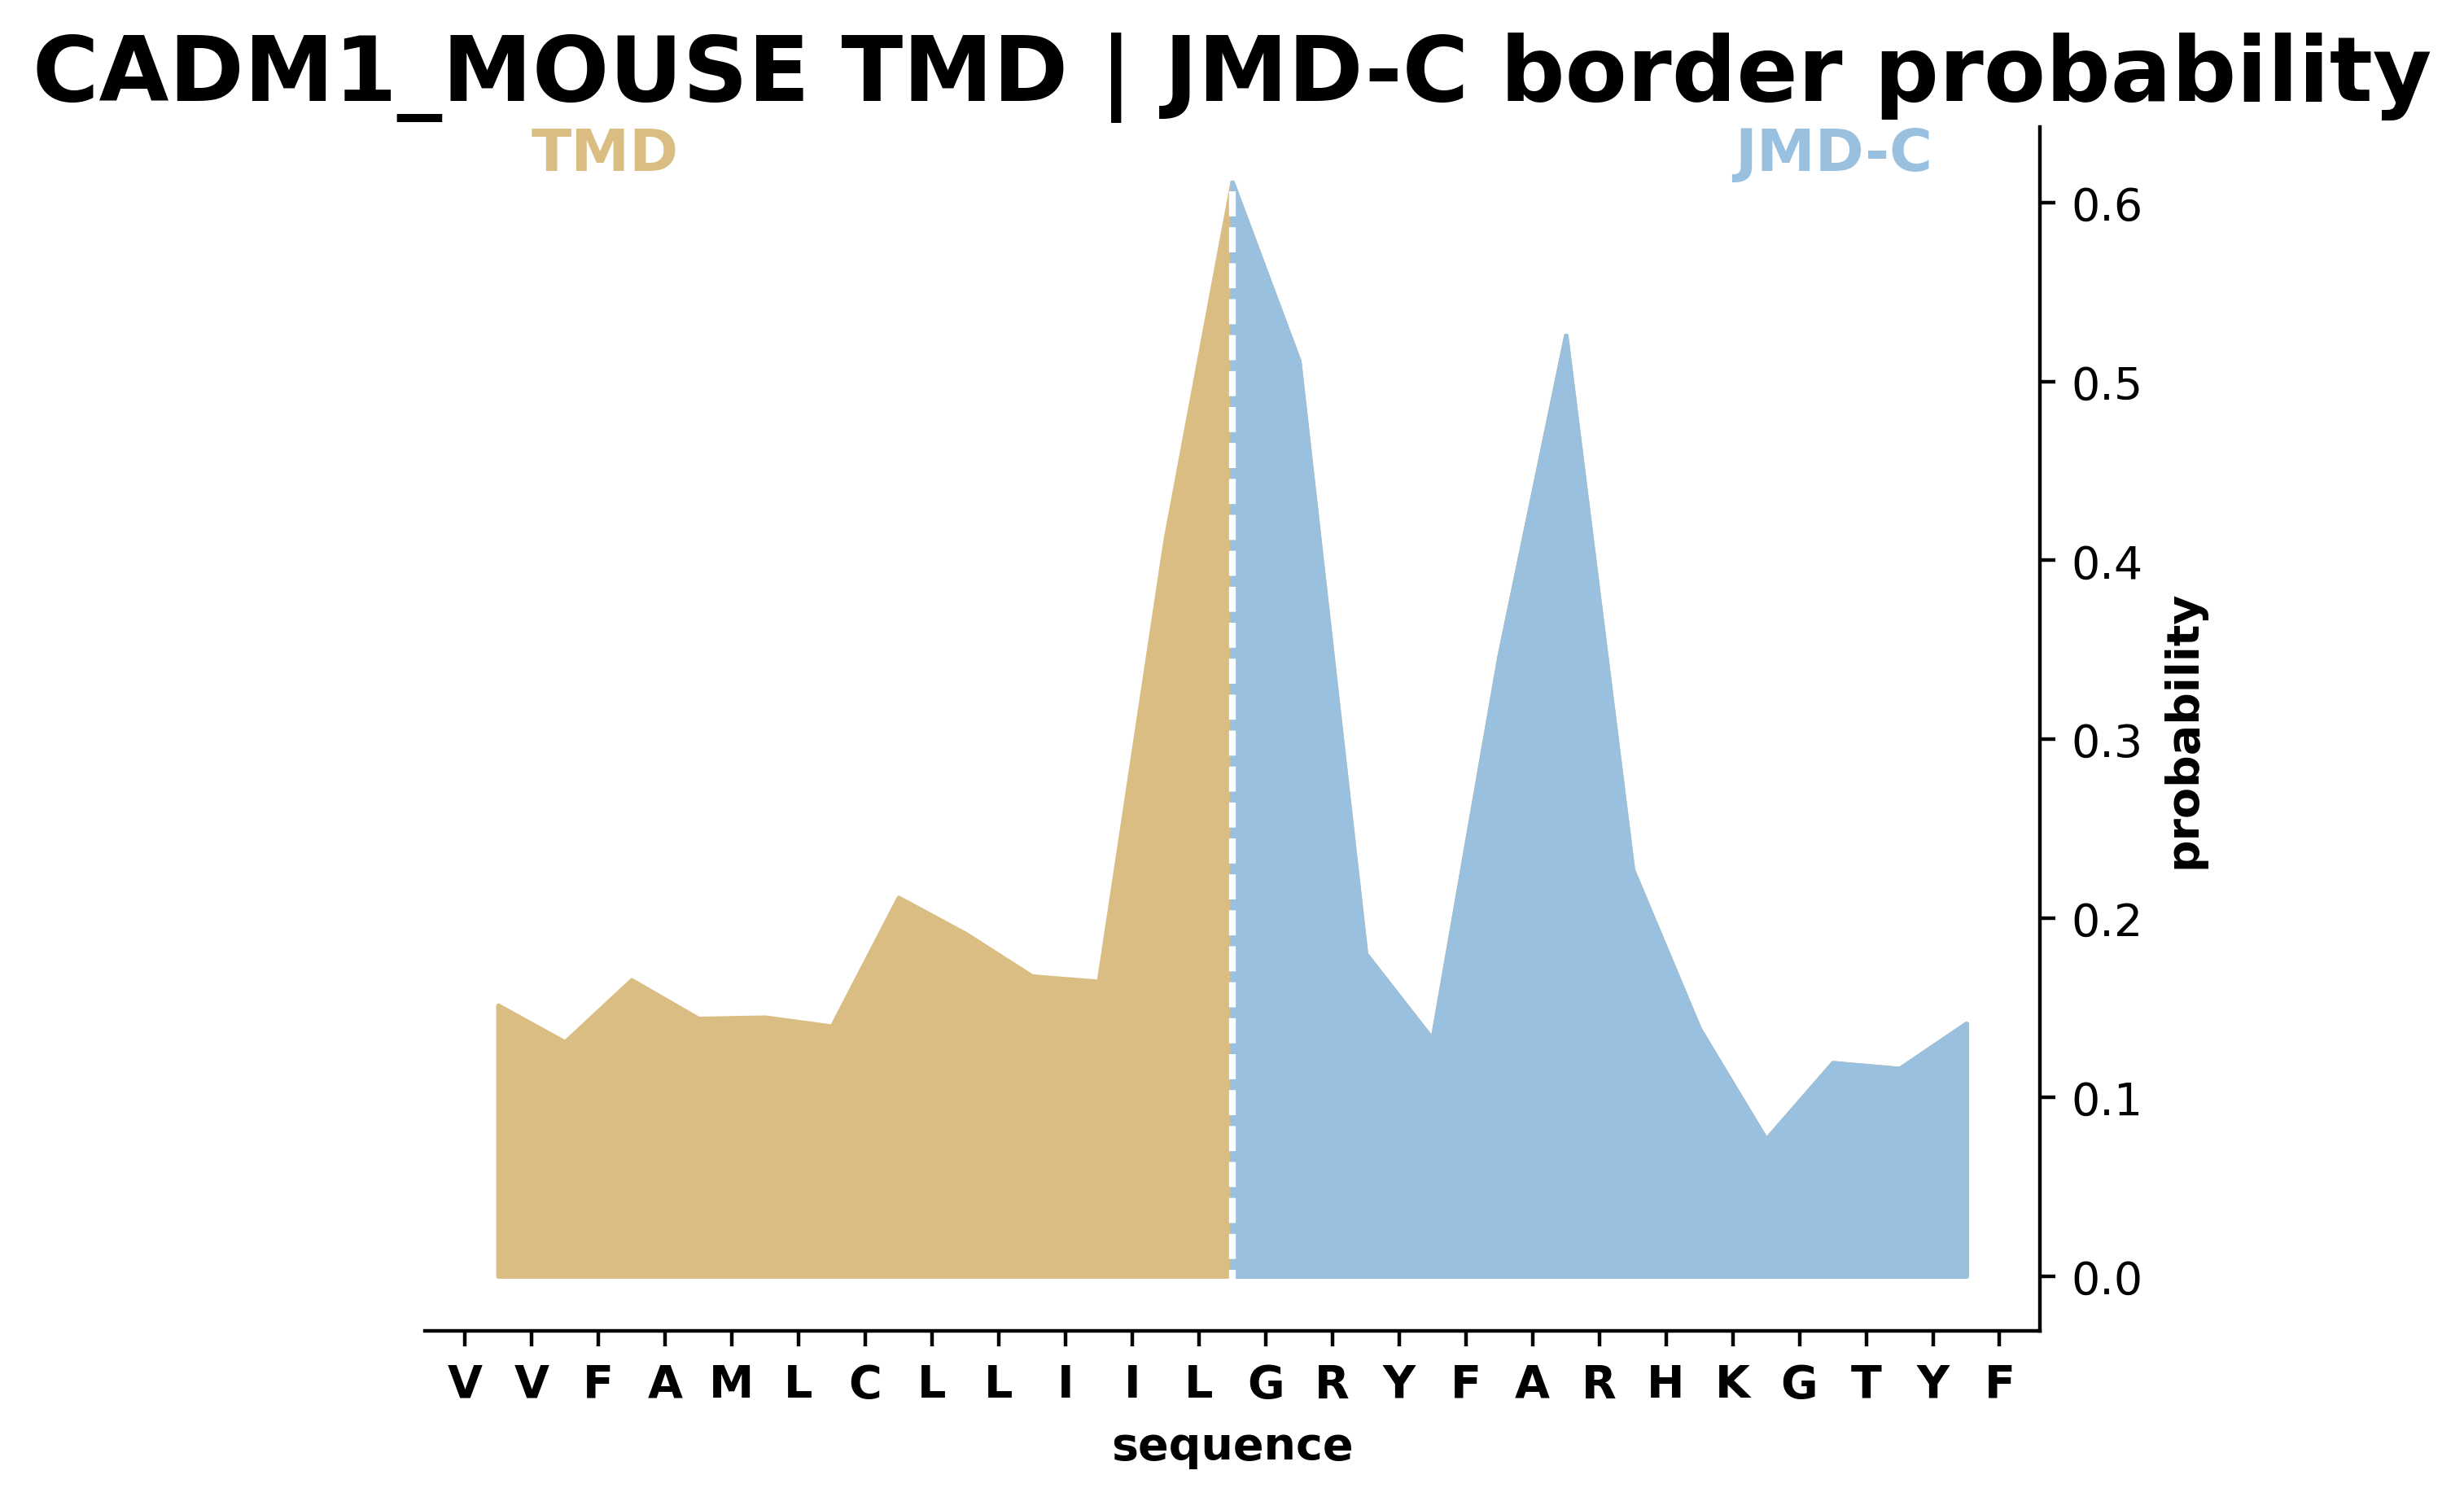 CADM1_MOUSE TMD | JMD-C border probability
TMD JMD-C
0.6
0.5
0.4
0.3
0.2
0.1
0.0
probability
V V F A M L C L L I I L G R Y F A R H K G T Y F
sequence